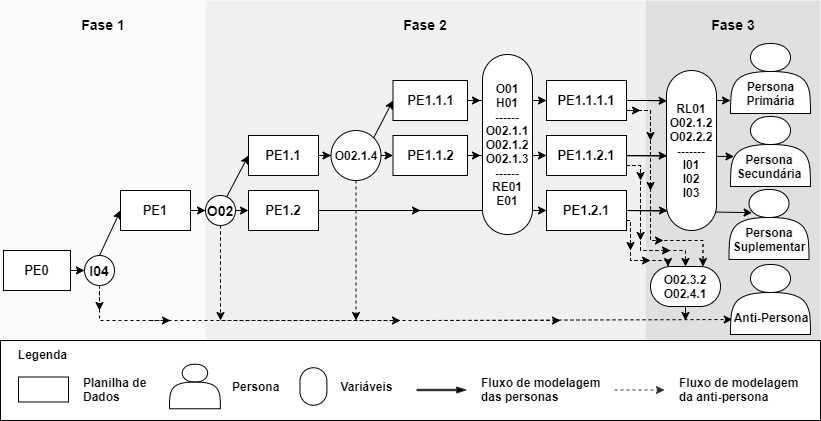 Fase 1
Fase 2
Fase 3
PE0
I04
PE1
O02
PE1.1
PE1.2
O02.1.4
PE1.1.1
PE1.1.2
O01
H01
------
O02.1.1
O02.1.2
O02.1.3
------
RE01
E01
PE1.1.1.1
PE1.1.2.1
PE1.2.1
RL01
O02.1.2
O02.2.2
-------
I01
I02
I03
O02.3.2
O02.4.1
Persona
Primária
Persona
Secundária
Persona
Suplementar
Anti-Persona
Legenda
Planilha de
Dados
Persona
Variáveis
Fluxo de modelagem
das personas
Fluxo de modelagem
da anti-persona